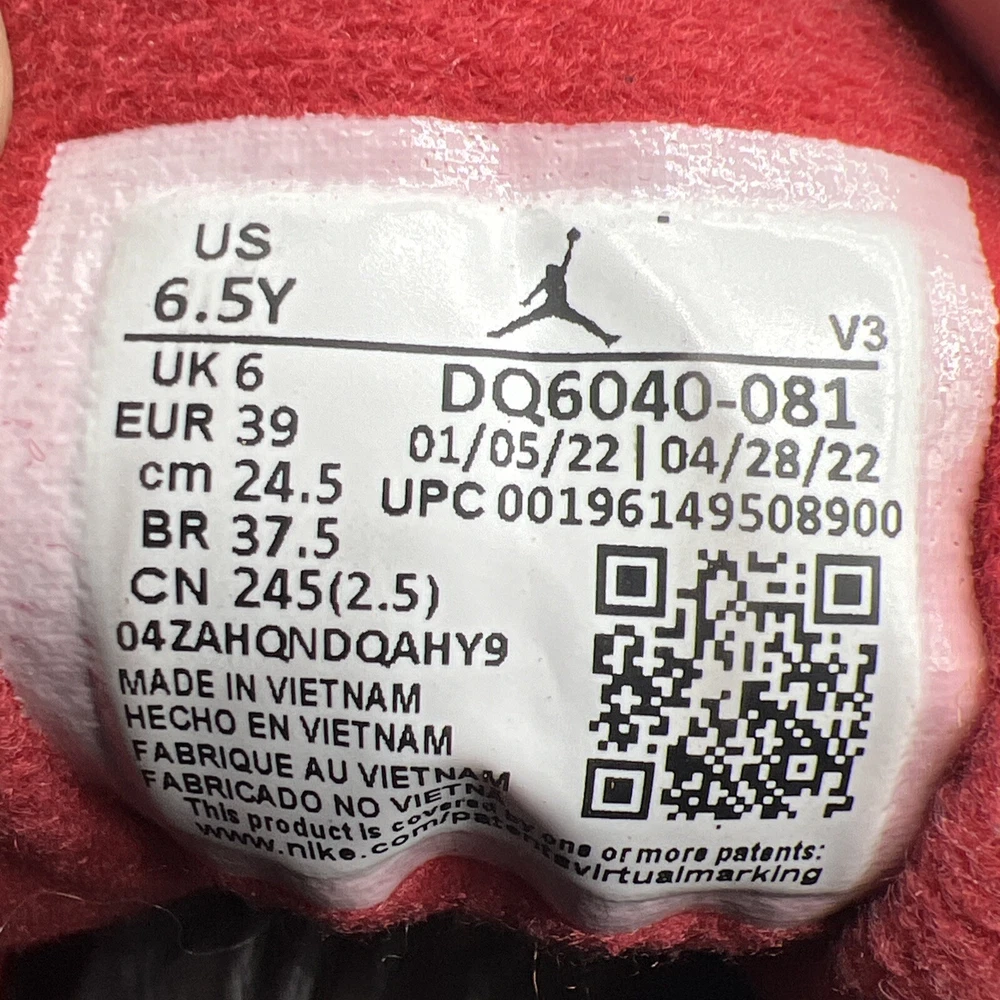 US
6.5Y
V3
UK 6
EUR 39
cm 24.5
BR 37.5
CN 245(2.5)
DQ6040-081
01/05/22 | 04/28/22
UPC 00196149508900
04ZAHQNDQAHY9
MADE IN VIETNAM
HECHO EN VIETNAM
FABRIQUE AU VIETNAM
FABRICADO NO VIETNA
This product is covered by one or more patents:
www.nike.com/patentsvirtualmarking